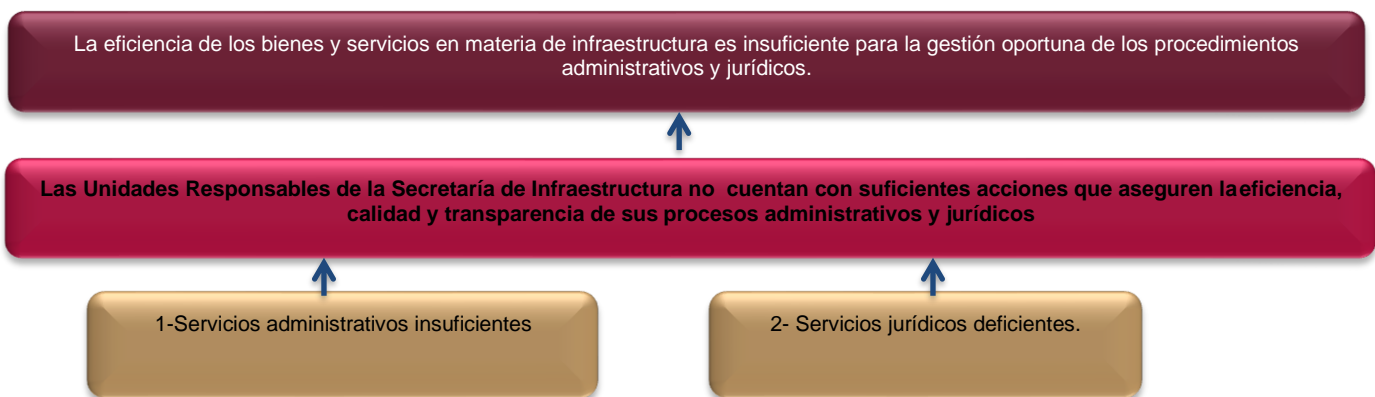 La eficiencia de los bienes y servicios en materia de infraestructura es insuficiente para la gestión oportuna de los procedimientos
administrativos y jurídicos.
Las Unidades Responsables de la Secretaría de Infraestructura no  cuentan con suficientes acciones que aseguren laeficiencia,
calidad y transparencia de sus procesos administrativos y jurídicos
1-Servicios administrativos insuficientes
2- Servicios jurídicos deficientes.